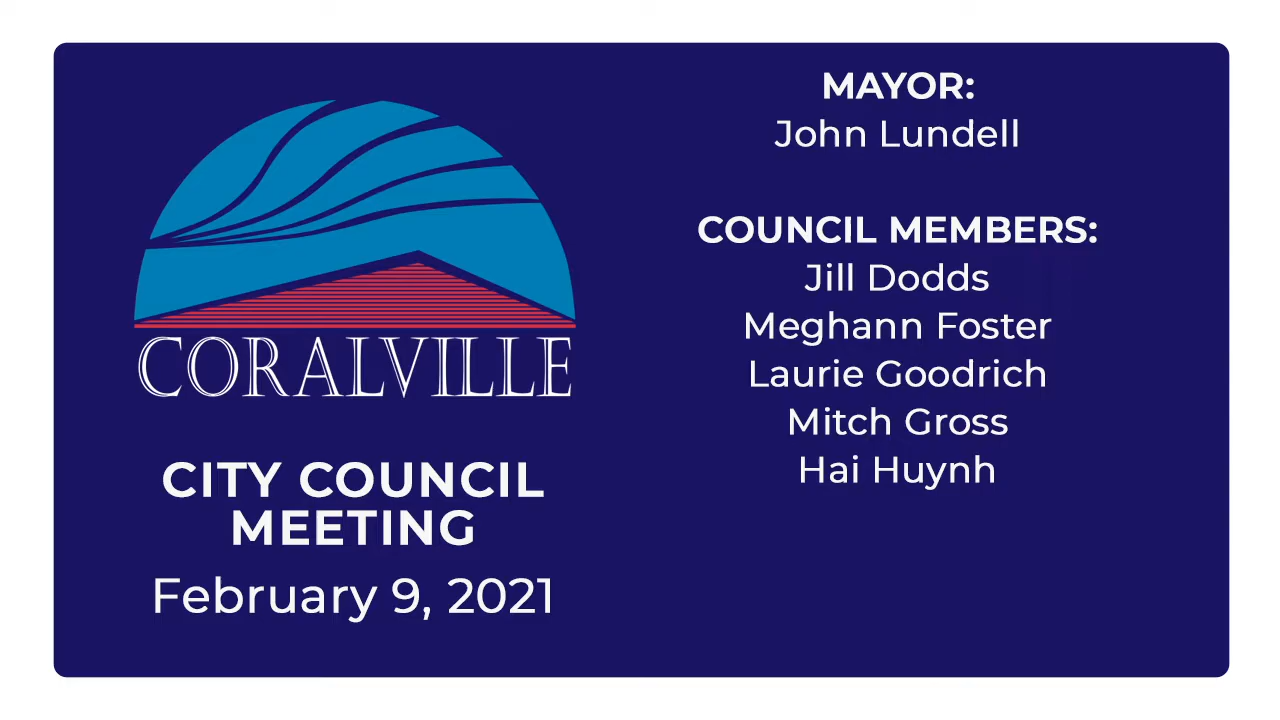 CORALVILLE
CITY COUNCIL
MEETING
February 9, 2021
MAYOR:
John Lundell
COUNCIL MEMBERS:
Jill Dodds
Meghann Foster
Laurie Goodrich
Mitch Gross
Hai Huynh